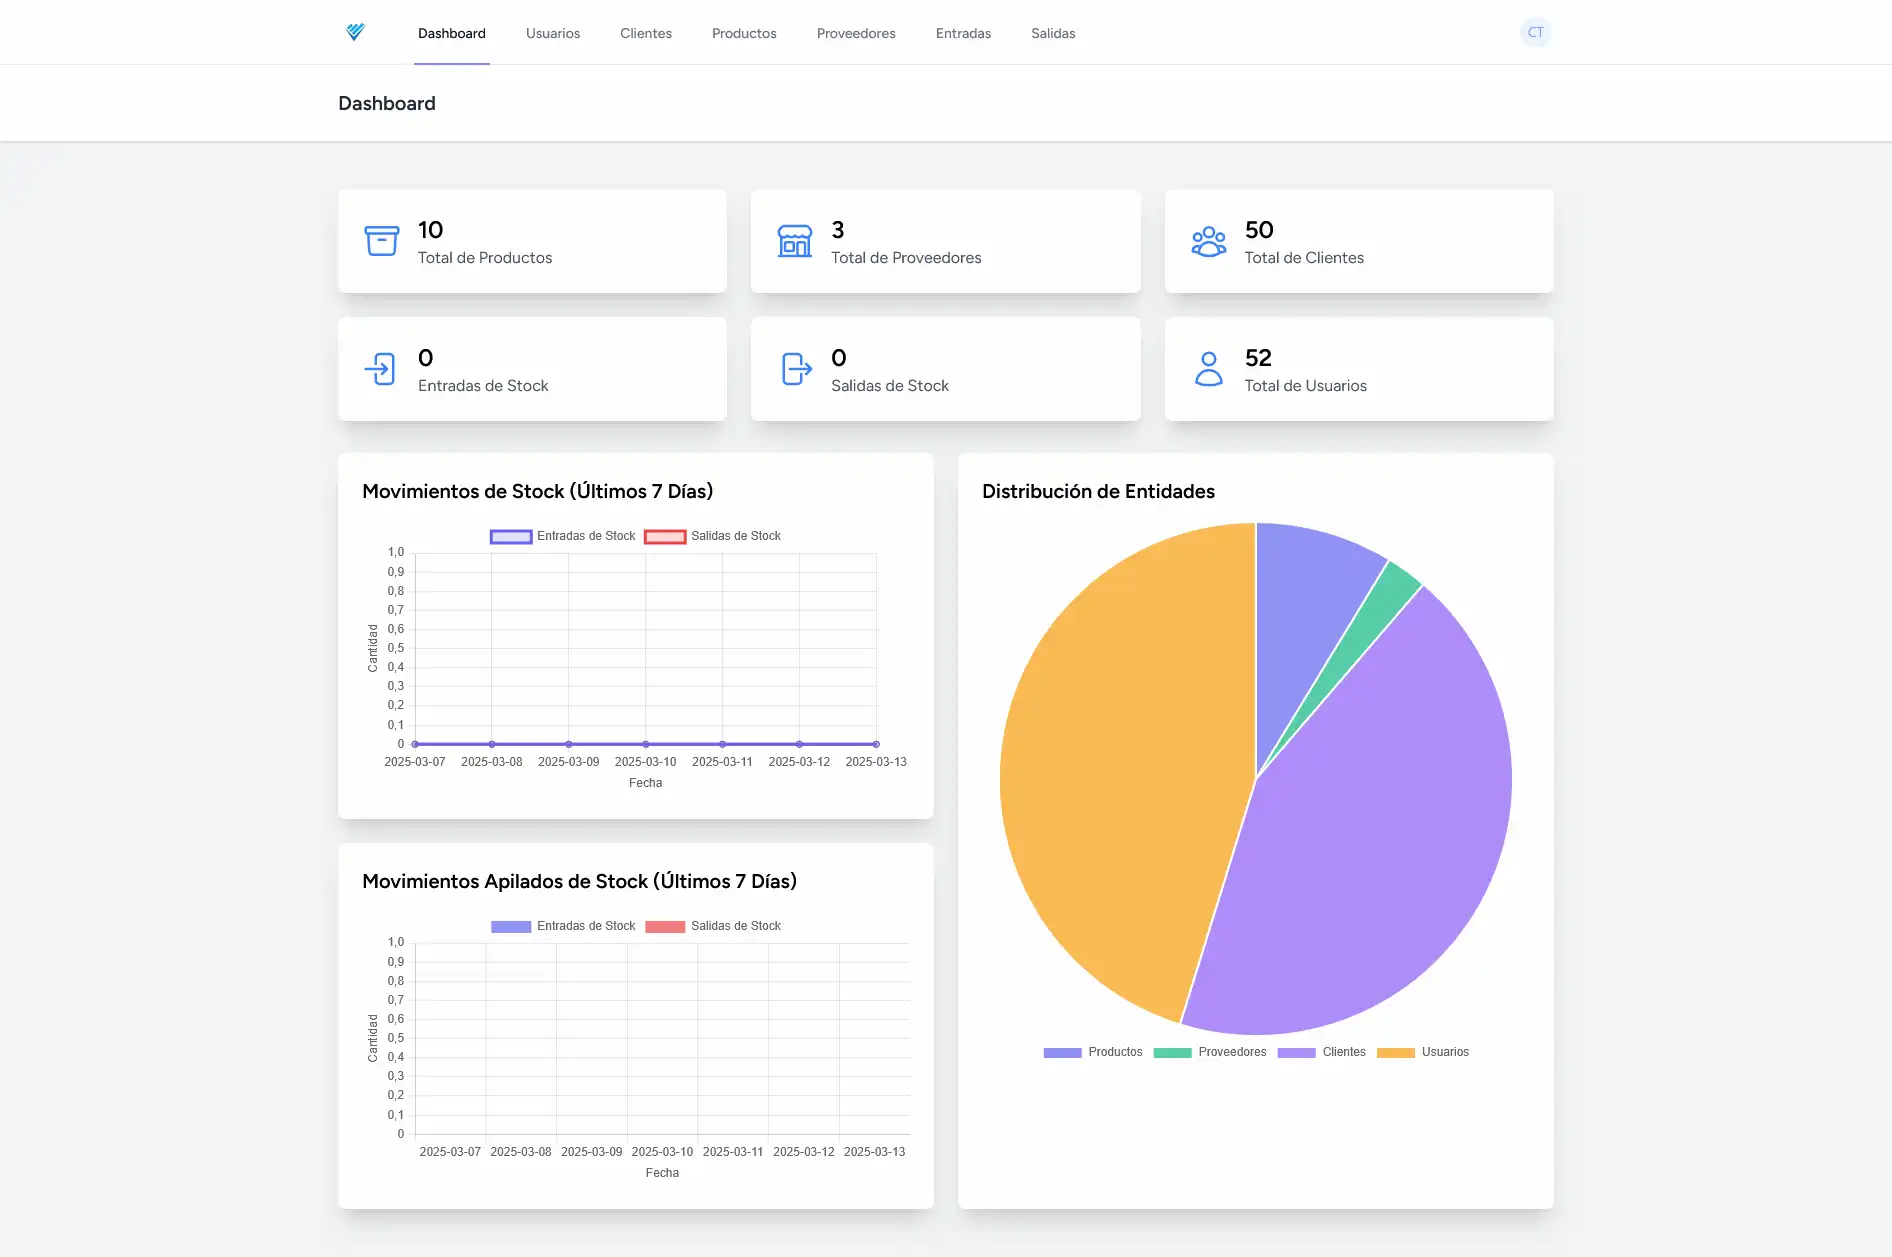 Dashboard Usuarios Clientes Productos Proveedores Entradas Salidas CT
Dashboard
10
Total de Productos
3
Total de Proveedores
50
Total de Clientes
0
Entradas de Stock
0
Salidas de Stock
52
Total de Usuarios
Movimientos de Stock (Últimos 7 Días)
Entradas de Stock Salidas de Stock
1,0
0,9
0,8
0,7
0,6
0,5
0,4
0,3
0,2
0,1
0
Cantidad
2025-03-07 2025-03-08 2025-03-09 2025-03-10 2025-03-11 2025-03-12 2025-03-13
Fecha
Movimientos Apilados de Stock (Últimos 7 Días)
Entradas de Stock Salidas de Stock
1,0
0,9
0,8
0,7
0,6
0,5
0,4
0,3
0,2
0,1
0
Cantidad
2025-03-07 2025-03-08 2025-03-09 2025-03-10 2025-03-11 2025-03-12 2025-03-13
Fecha
Distribución de Entidades
Productos Proveedores Clientes Usuarios